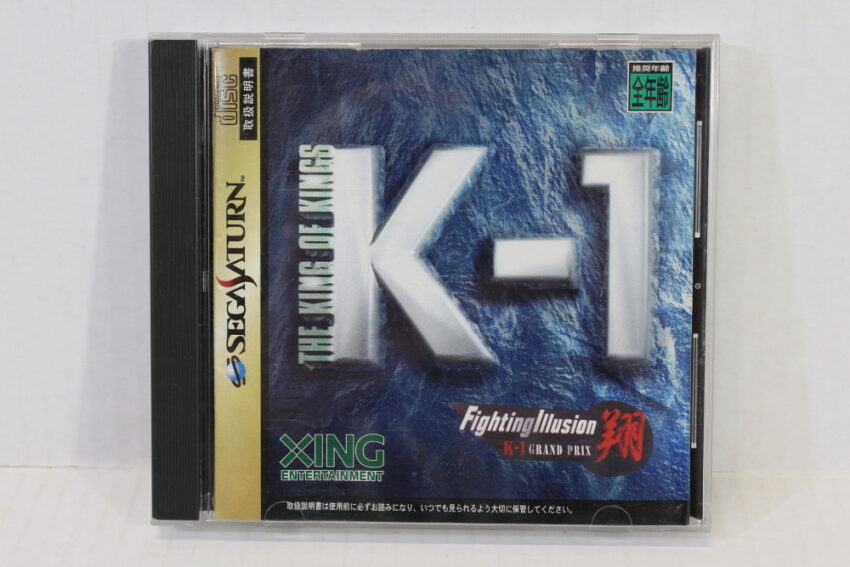 disc
取扱説明書
SEGA SATURN™
推奨年齢
全年齢
THE KING OF KINGS
K-1
Fighting Illusion
K-1 GRAND PRIX
翔
XING
ENTERTAINMENT
取扱説明書は使用前に必ずお読みになり、いつでも見られるよう大切に保管してください。